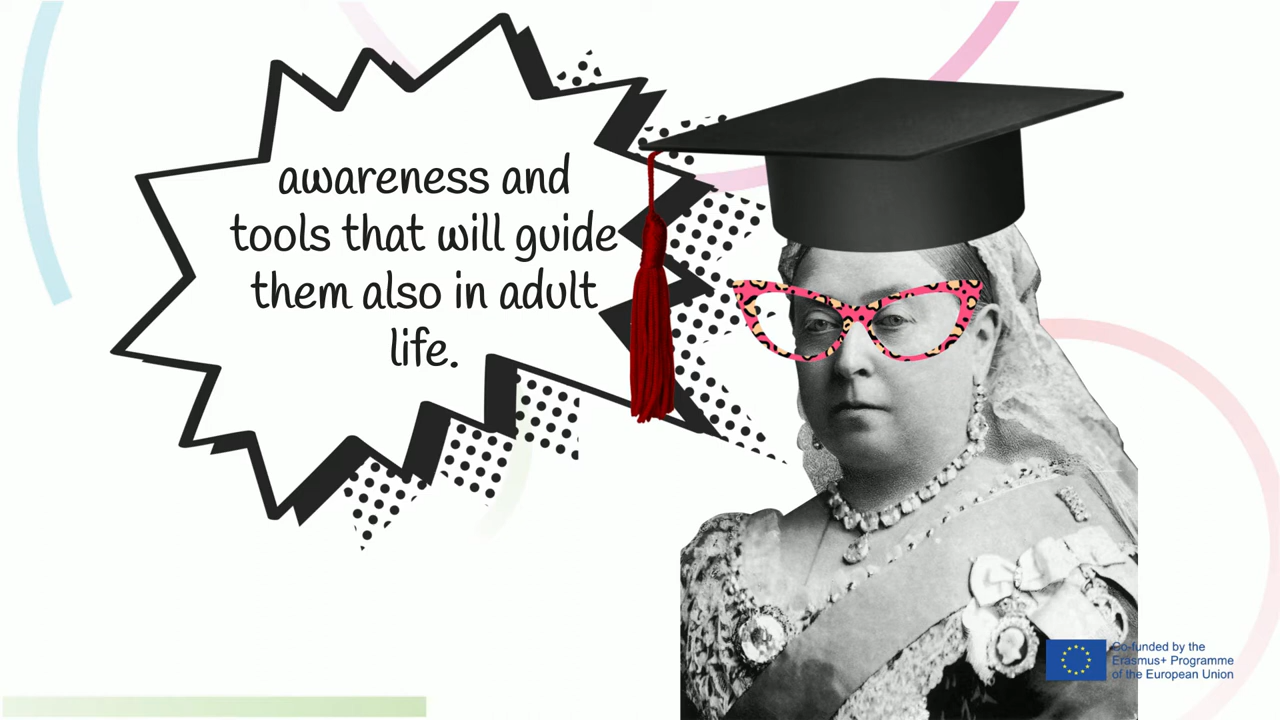 awareness and
tools that will guide
them also in adult
life.
Co-funded by the
Erasmus+ Programme
of the European Union